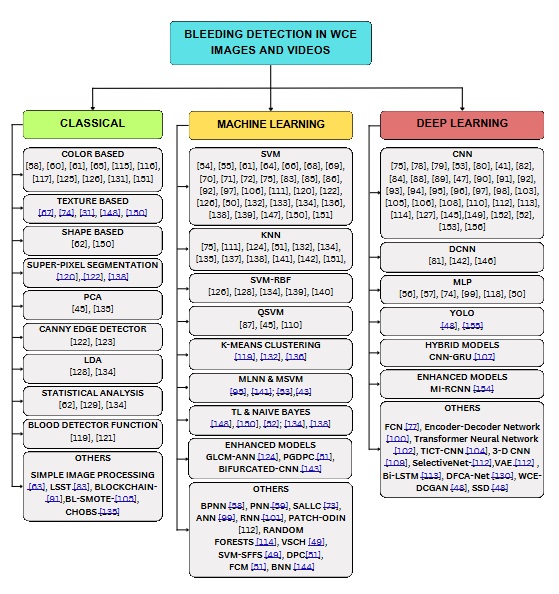 BLEEDING DETECTION IN WCE
IMAGES AND VIDEOS
CLASSICAL
COLOR BASED
[58], [60], [61], [65], [115], [116],
[117], [125], [126], [131], [151]
TEXTURE BASED
[67], [74], [31], [148], [150]
SHAPE BASED
[62], [150]
SUPER-PIXEL SEGMENTATION
[120], [122], [138]
PCA
[45], [135]
CANNY EDGE DETECTOR
[122], [123]
LDA
[128], [134]
STATISTICAL ANALYSIS
[62], [129], [134]
BLOOD DETECTOR FUNCTION
[119], [121]
OTHERS
SIMPLE IMAGE PROCESSING
[63], LSST [83], BLOCKCHAIN-
[91],BL-SMOTE-[105],
CHOBS [135]
MACHINE LEARNING
SVM
[54], [55], [61], [64], [66], [68], [69],
[70], [71], [72], [75], [83], [85], [86],
[92], [97], [106], [111], [120], [122],
[126], [50], [132], [133], [134], [136],
[138], [139], [147], [150], [151]
KNN
[75], [111], [124], [51], [132], [134],
[135], [137], [138], [141], [142], [151],
SVM-RBF
[126], [128], [134], [139], [140]
QSVM
[87], [45], [110]
K-MEANS CLUSTERING
[119], [132], [136]
MLNN & MSVM
[95], [141]; [53],[43]
TL & NAIVE BAYES
[148], [150], [52]; [134], [138]
ENHANCED MODELS
GLCM-ANN [124], PGDPC [51],
BIFURCATED-CNN [143]
OTHERS
BPNN [58], PNN [59], SALLC [73],
ANN [99], RNN [101], PATCH-ODIN
[112], RANDOM
FORESTS [114], VSCH [49],
SVM-SFFS [49], DPC[51],
FCM [51], BNN [144]
DEEP LEARNING
CNN
[75], [78], [79], [53], [80], [41], [82],
[84], [88], [89], [47], [90], [91], [92],
[93], [94], [95], [96], [97], [98], [103],
[105], [106], [108], [110], [112], [113],
[114], [127], [145],[149], [152], [52],
[153], [156]
DCNN
[81], [142], [146]
MLP
[56], [57], [74], [99], [118], [50]
YOLO
[48], [155]
HYBRID MODELS
CNN-GRU [107]
ENHANCED MODELS
MI-RCNN [154]
OTHERS
FCN [77], Encoder-Decoder Network
[100], Transformer Neural Network
[102], TICT-CNN [104], 3-D CNN
[109], SelectiveNet-[112],VAE [112] ,
Bi-LSTM [113], DFCA-Net [130], WCE-
DCGAN [48], SSD [48]